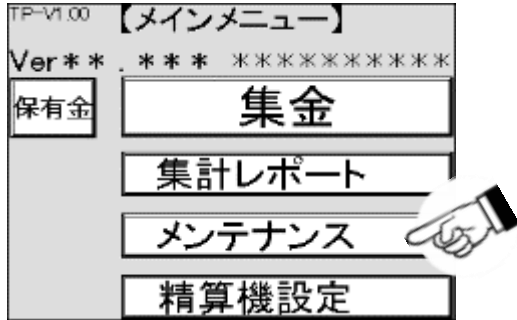 TP-V1.00 【メインメニュー】
Ver**.*** **********
保有金 集金
集計レポート
メンテナンス
精算機設定